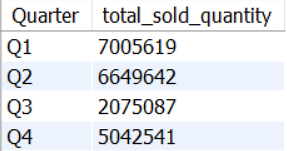 Quarter total_sold_quantity
Q1 7005619
Q2 6649642
Q3 2075087
Q4 5042541